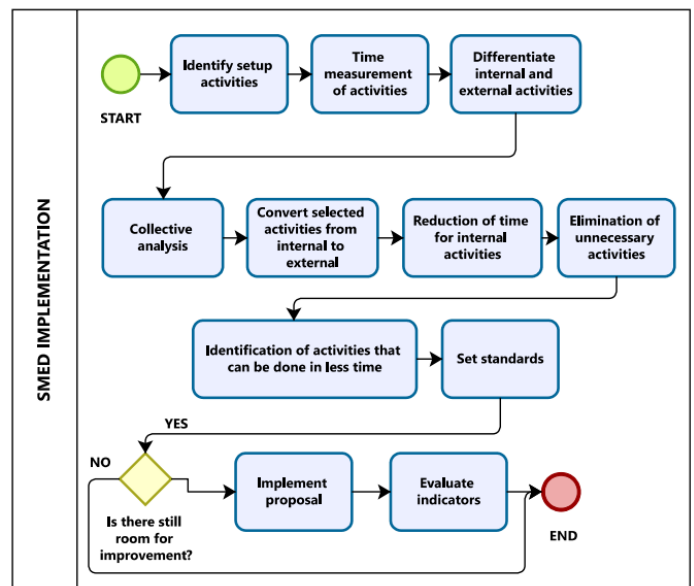 SMED IMPLEMENTATION
START
Identify setup
activities
Time
measurement
of activities
Differentiate
internal and
external activities
Collective
analysis
Convert selected
activities from
internal to
external
Reduction of time
for internal
activities
Elimination of
unnecessary
activities
Identification of activities that
can be done in less time
Set standards
YES
NO
Is there still
room for
improvement?
Implement
proposal
Evaluate
indicators
END